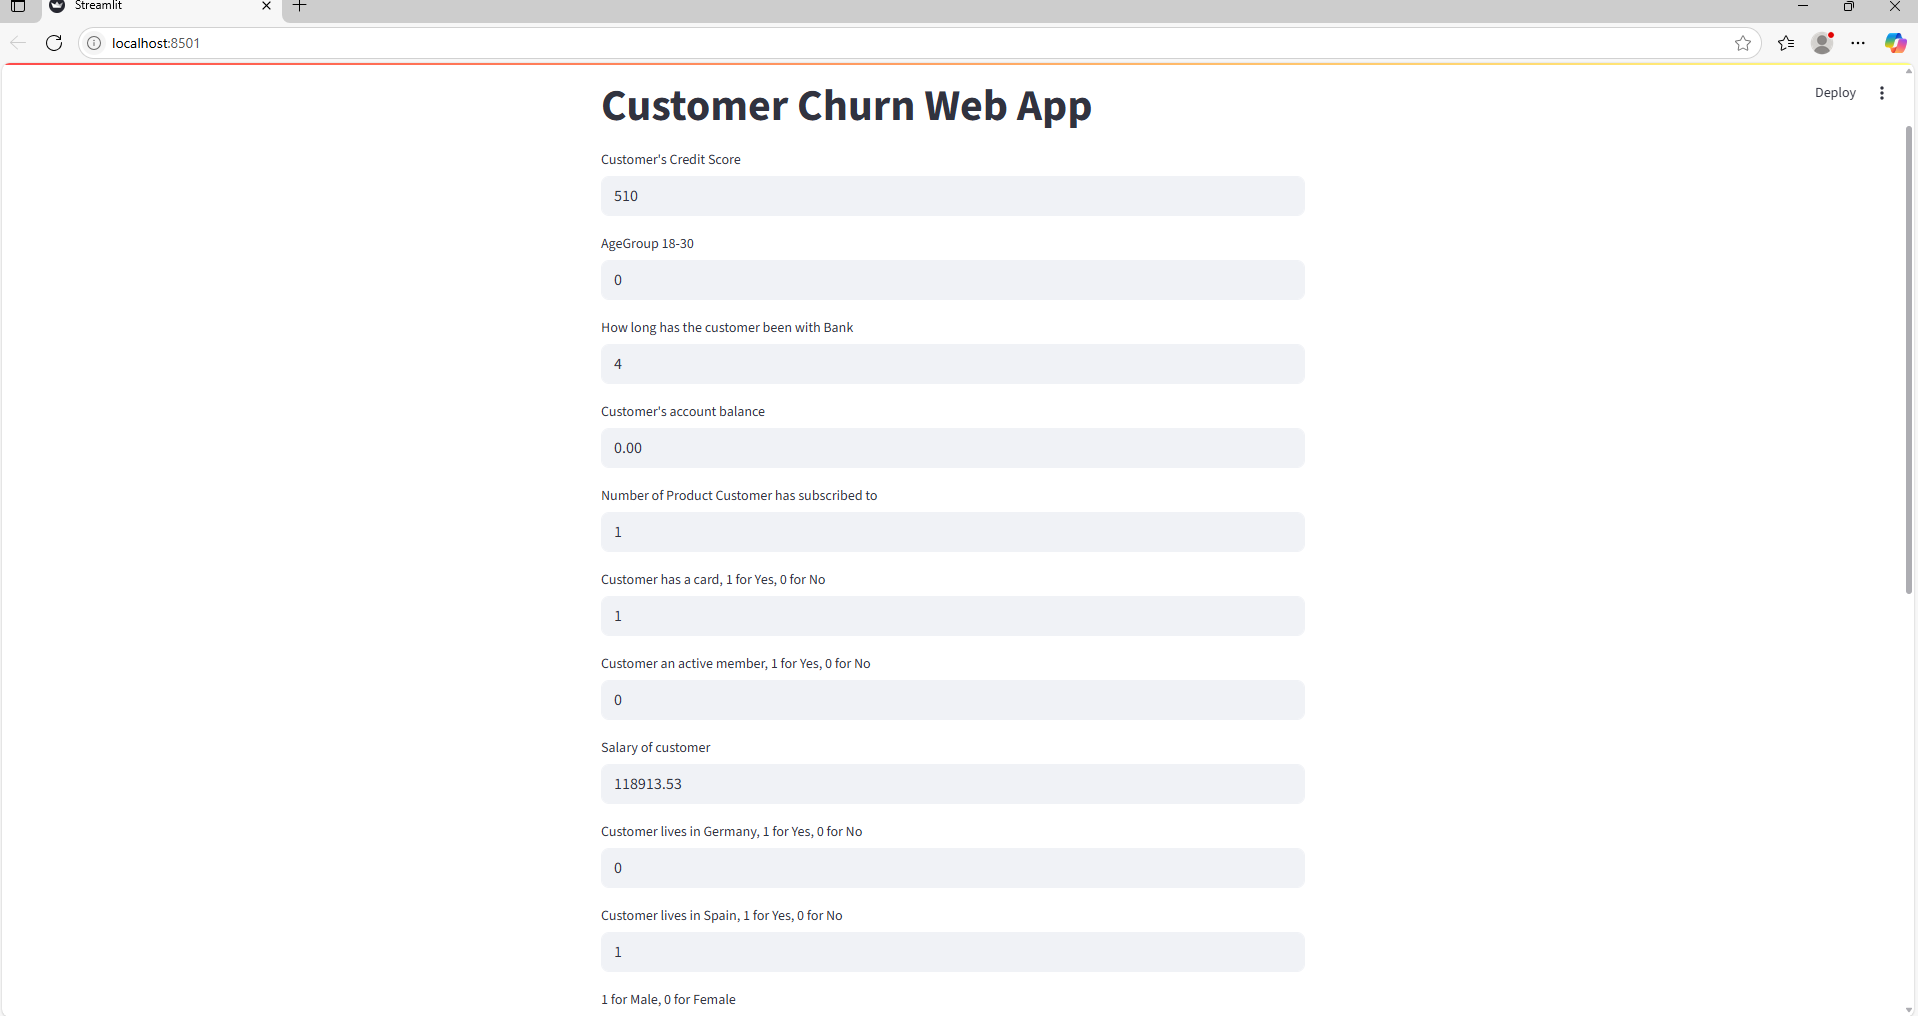 Streamlit
localhost:8501
Deploy
Customer Churn Web App
Customer's Credit Score
510
AgeGroup 18-30
0
How long has the customer been with Bank
4
Customer's account balance
0.00
Number of Product Customer has subscribed to
1
Customer has a card, 1 for Yes, 0 for No
1
Customer an active member, 1 for Yes, 0 for No
0
Salary of customer
118913.53
Customer lives in Germany, 1 for Yes, 0 for No
0
Customer lives in Spain, 1 for Yes, 0 for No
1
1 for Male, 0 for Female